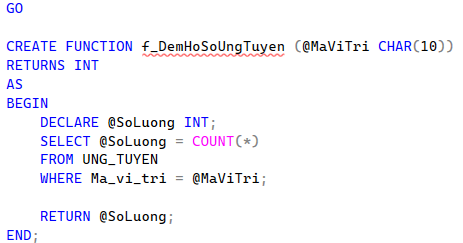 GO
CREATE FUNCTION f_DemHoSoUngTuyen (@MaViTri CHAR(10))
RETURNS INT
AS
BEGIN
DECLARE @SoLuong INT;
SELECT @SoLuong = COUNT(*)
FROM UNG_TUYEN
WHERE Ma_vi_tri = @MaViTri;
RETURN @SoLuong;
END;